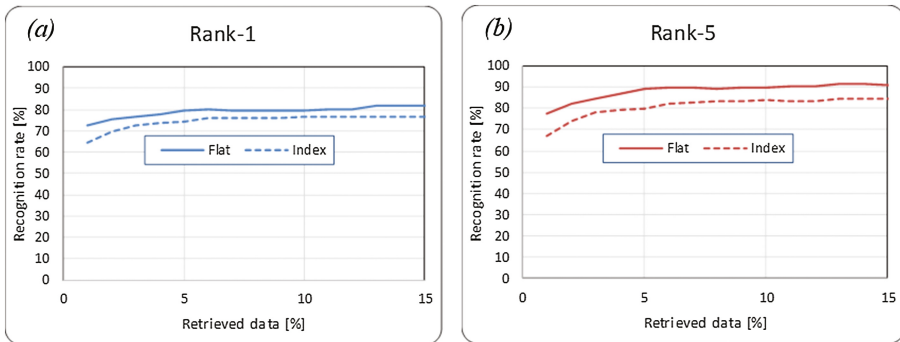 (a)
Rank-1
Recognition rate [%]
100
90
80
70
60
50
40
30
20
10
0
Flat
Index
0 5 10 15
Retrieved data [%]
(b)
Rank-5
Recognition rate [%]
100
90
80
70
60
50
40
30
20
10
0
Flat
Index
0 5 10 15
Retrieved data [%]